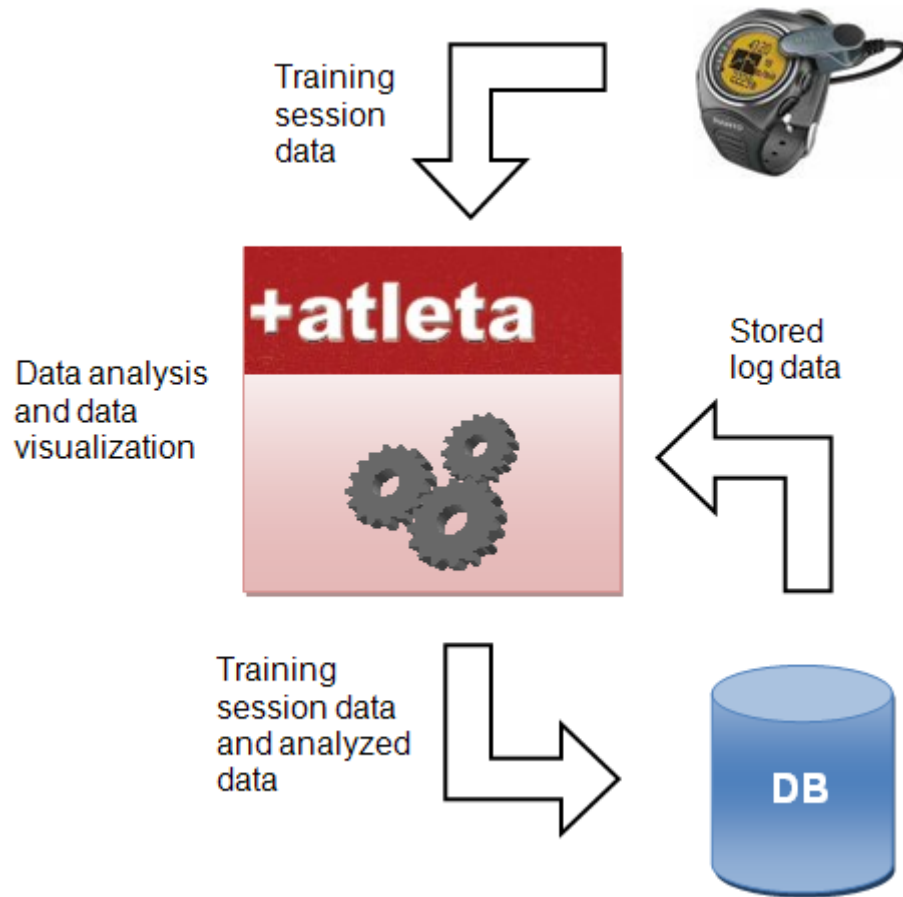 Training
session
data
+atleta
Data analysis
and data
visualization
Stored
log data
Training
session data
and analyzed
data
DB
SUUNTO